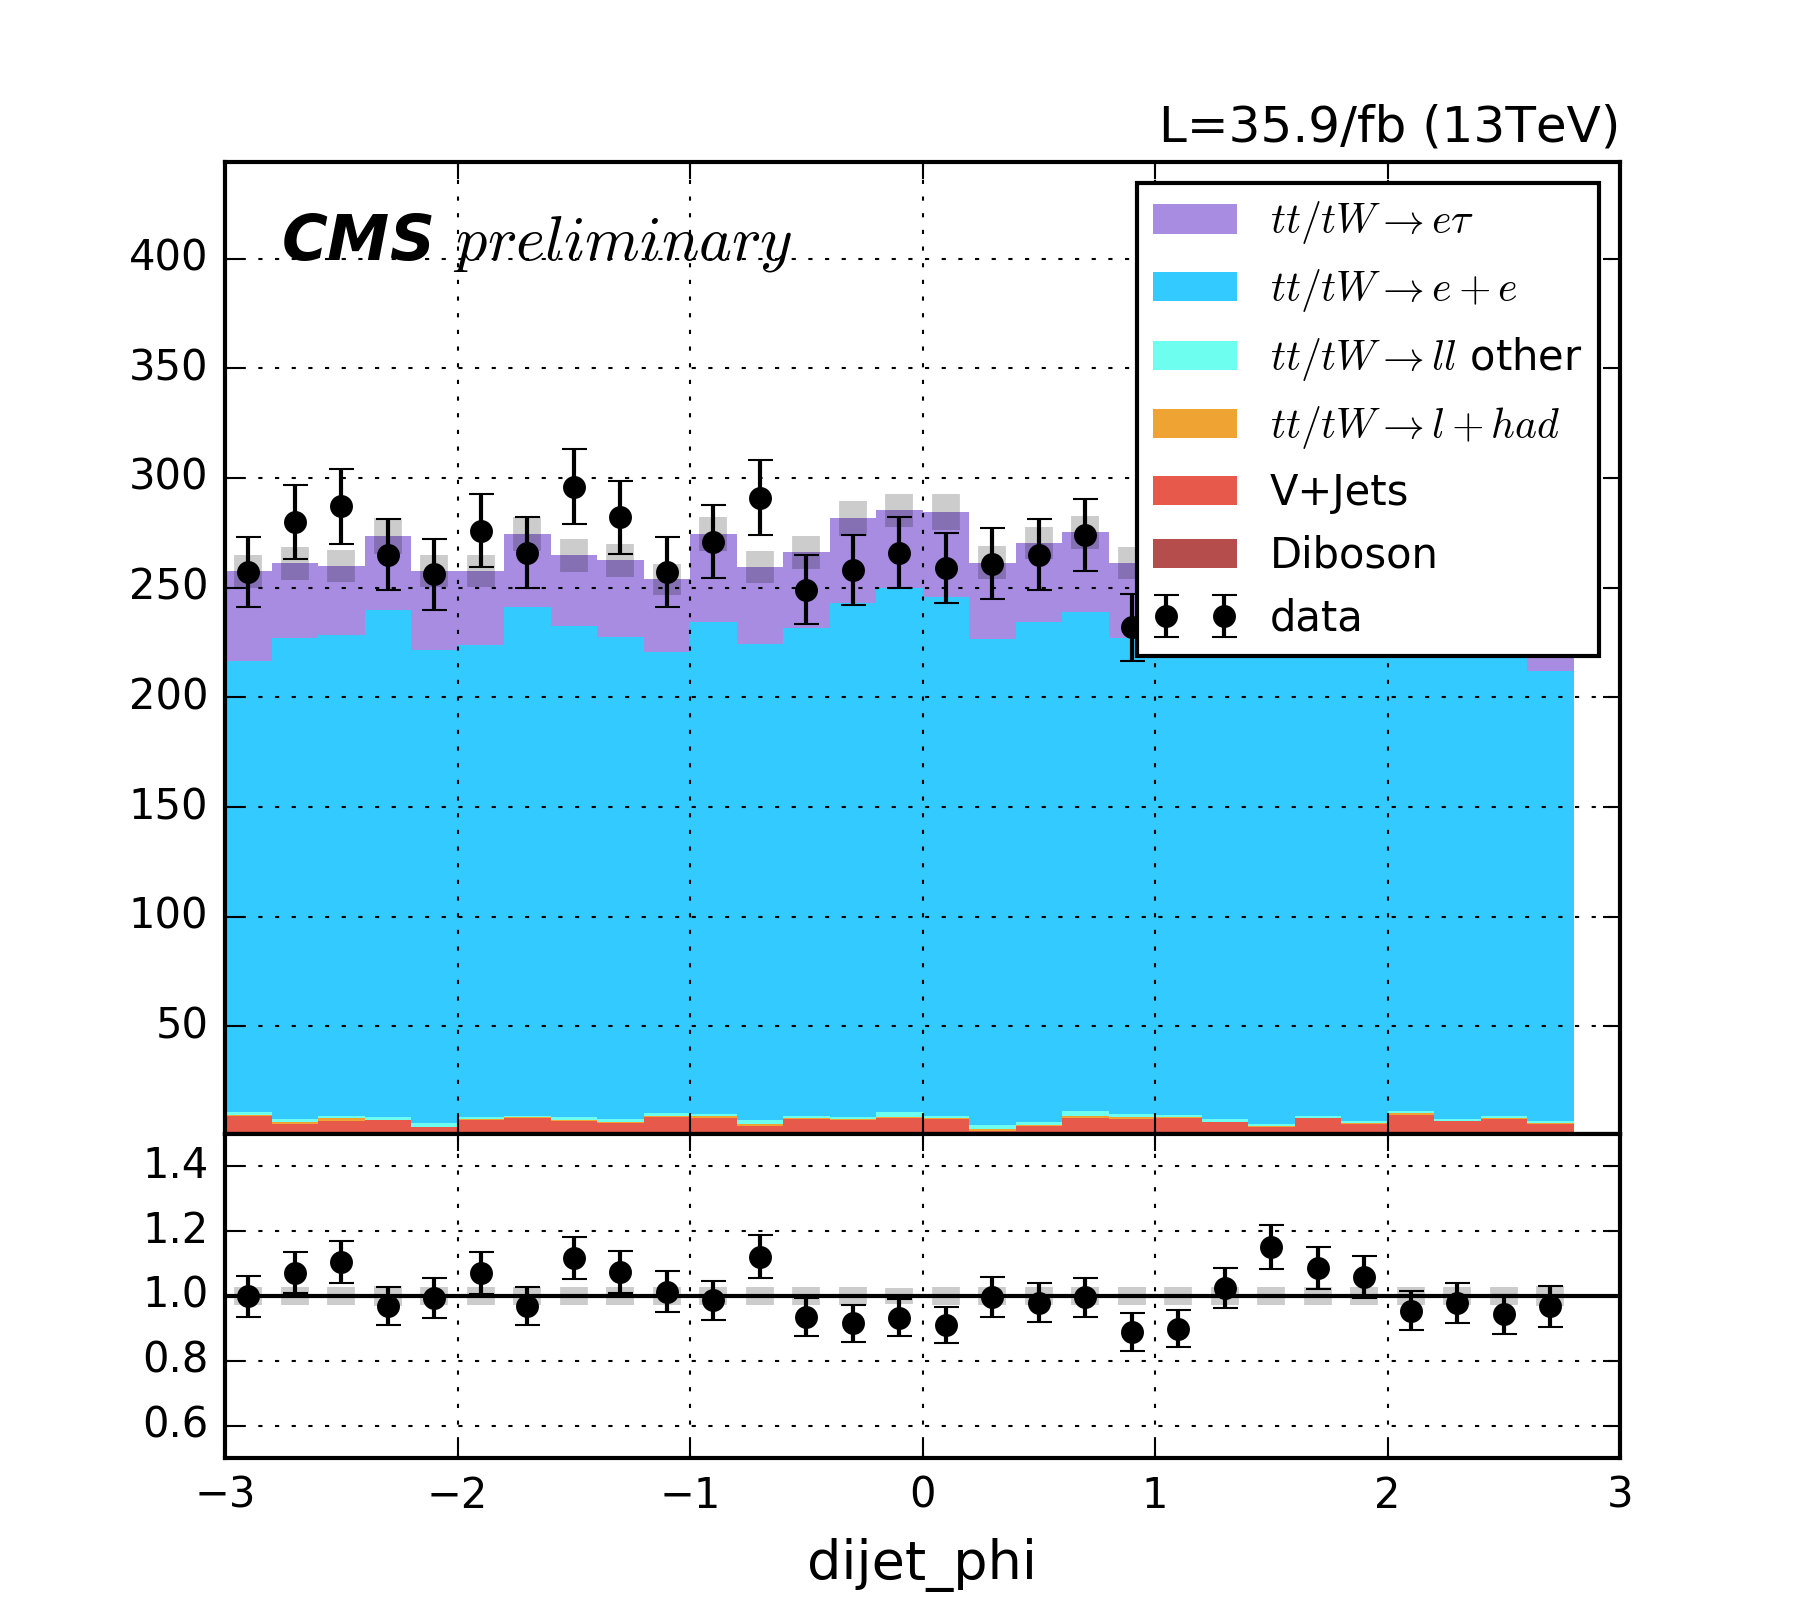 L=35.9/fb (13TeV)
CMS preliminary
tt/tW→eτ
tt/tW→e+e
tt/tW→ll other
tt/tW→l+had
V+Jets
Diboson
data
400
350
300
250
200
150
100
50
1.4
1.2
1.0
0.8
0.6
−3 −2 −1 0 1 2 3
dijet_phi